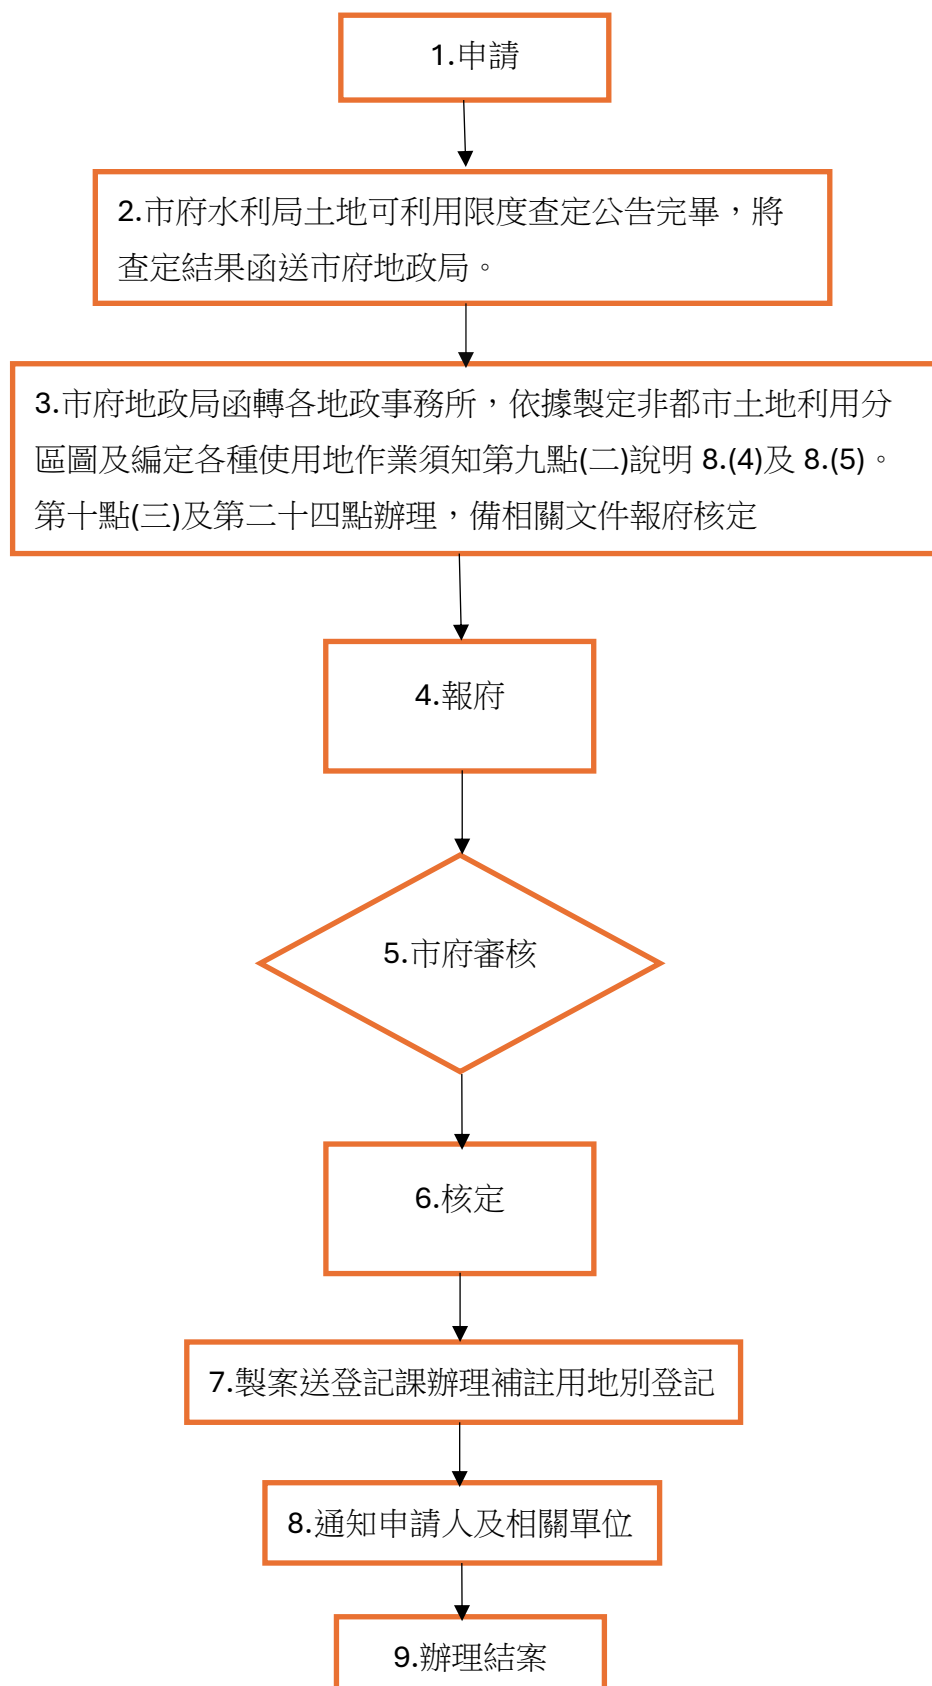 1.申請
2.市府水利局土地可利用限度查定公告完畢，將
查定結果函送市府地政局。
3.市府地政局函轉各地政事務所，依據製定非都市土地利用分
區圖及編定各種使用地作業須知第九點(二)說明 8.(4)及 8.(5)。
第十點(三)及第二十四點辦理，備相關文件報府核定
4.報府
5.市府審核
6.核定
7.製案送登記課辦理補註用地別登記
8.通知申請人及相關單位
9.辦理結案